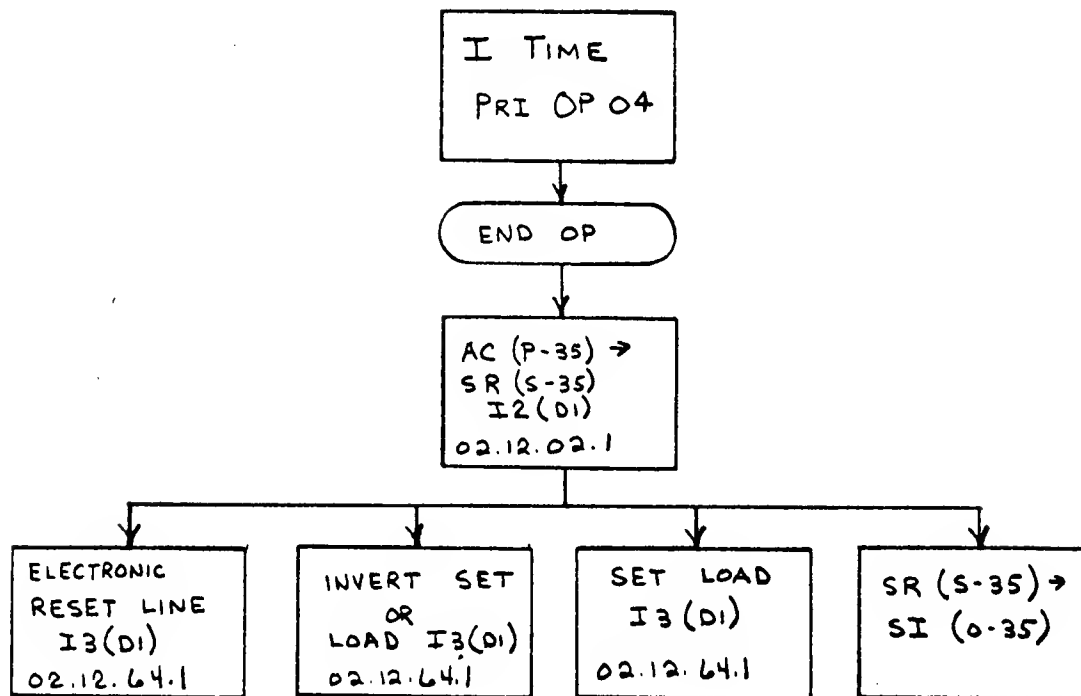 I TIME
PRI OP 04
END OP
AC (P-35) →
SR (S-35)
I2 (D1)
02.12.02.1
ELECTRONIC
RESET LINE
I3 (D1)
02.12.64.1
INVERT SET
OR
LOAD I3 (D1)
02.12.64.1
SET LOAD
I3 (D1)
02.12.64.1
SR (S-35) →
SI (0-35)